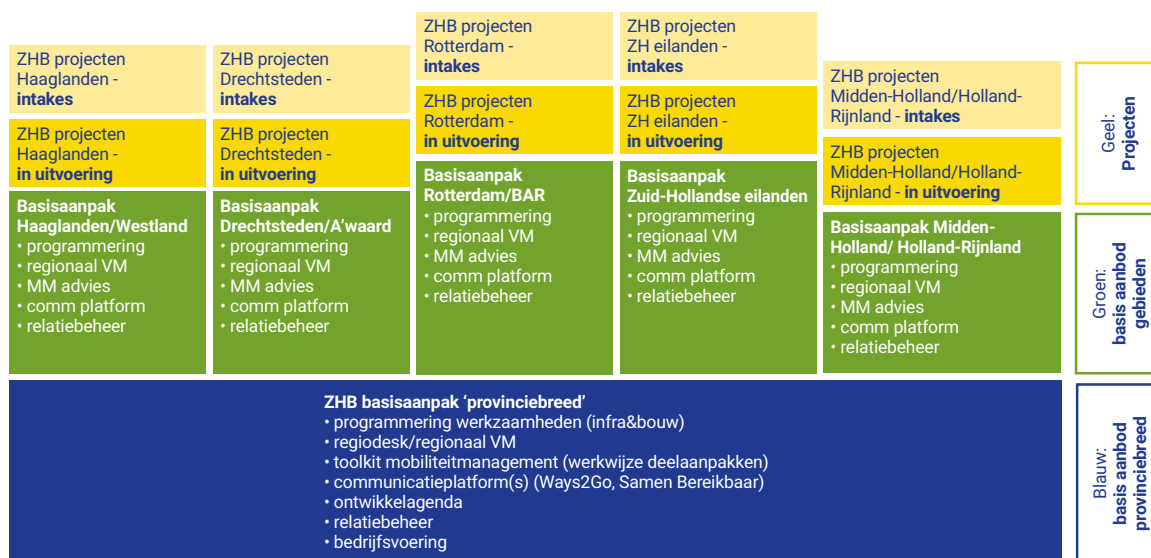 ZHB projecten
Haaglanden -
intakes
ZHB projecten
Haaglanden -
in uitvoering
Basisaanpak
Haaglanden/Westland
• programmering
• regionaal VM
• MM advies
• comm platform
• relatiebeheer
ZHB projecten
Drechtsteden -
intakes
ZHB projecten
Drechtsteden -
in uitvoering
Basisaanpak
Drechtsteden/A'waard
• programmering
• regionaal VM
• MM advies
• comm platform
• relatiebeheer
ZHB projecten
Rotterdam -
intakes
ZHB projecten
Rotterdam -
in uitvoering
Basisaanpak
Rotterdam/BAR
• programmering
• regionaal VM
• MM advies
• comm platform
• relatiebeheer
ZHB projecten
ZH eilanden -
intakes
ZHB projecten
ZH eilanden -
in uitvoering
Basisaanpak
Zuid-Hollandse eilanden
• programmering
• regionaal VM
• MM advies
• comm platform
• relatiebeheer
ZHB projecten
Midden-Holland/Holland-
Rijnland - intakes
ZHB projecten
Midden-Holland/Holland-
Rijnland - in uitvoering
Basisaanpak Midden-
Holland/ Holland-Rijnland
• programmering
• regionaal VM
• MM advies
• comm platform
• relatiebeheer
Geel:
Projecten
Groen:
basis aanbod
gebieden
ZHB basisaanpak ‘provinciebreed’
• programmering werkzaamheden (infra&bouw)
• regiodesk/regionaal VM
• toolkit mobiliteitmanagement (werkwijze deelaanpakken)
• communicatieplatform(s) (Ways2Go, Samen Bereikbaar)
• ontwikkelagenda
• relatiebeheer
• bedrijfsvoering
Blauw:
basis aanbod
provinciebreed